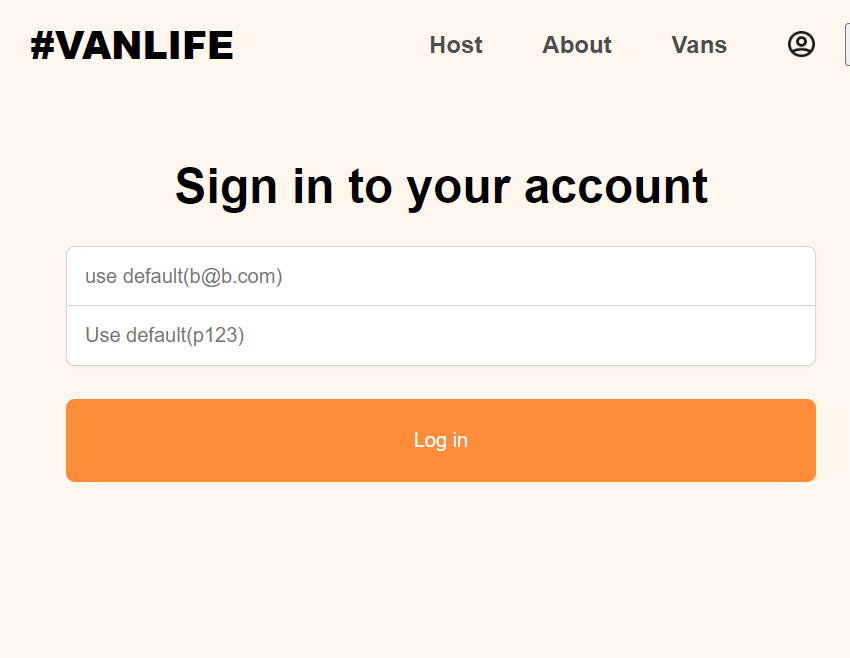 #VANLIFE Host About Vans
Sign in to your account
use default(b@b.com)
Use default(p123)
Log in